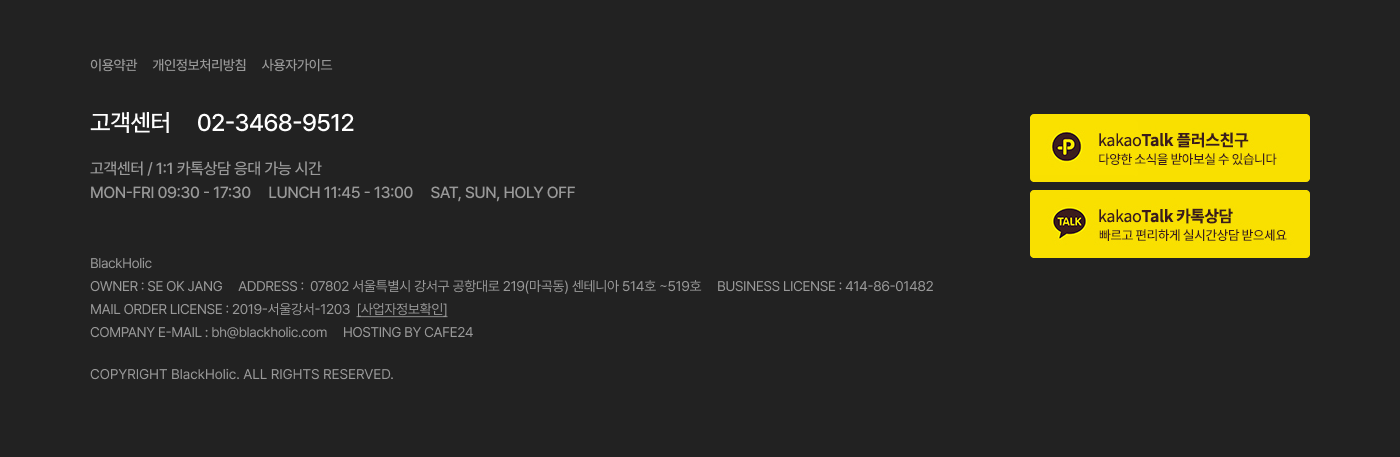 이용약관 개인정보처리방침 사용자가이드
고객센터 02-3468-9512
고객센터 / 1:1 카톡상담 응대 가능 시간
MON-FRI 09:30 - 17:30 LUNCH 11:45 - 13:00 SAT, SUN, HOLY OFF
P
kakaoTalk 플러스친구
다양한 소식을 받아보실 수 있습니다
TALK
kakaoTalk 카톡상담
빠르고 편리하게 실시간상담 받으세요
BlackHolic
OWNER : SE OK JANG ADDRESS : 07802 서울특별시 강서구 공항대로 219(마곡동) 센테니아 514호 ~519호 BUSINESS LICENSE : 414-86-01482
MAIL ORDER LICENSE : 2019-서울강서-1203 [사업자정보확인]
COMPANY E-MAIL : bh@blackholic.com HOSTING BY CAFE24
COPYRIGHT BlackHolic. ALL RIGHTS RESERVED.